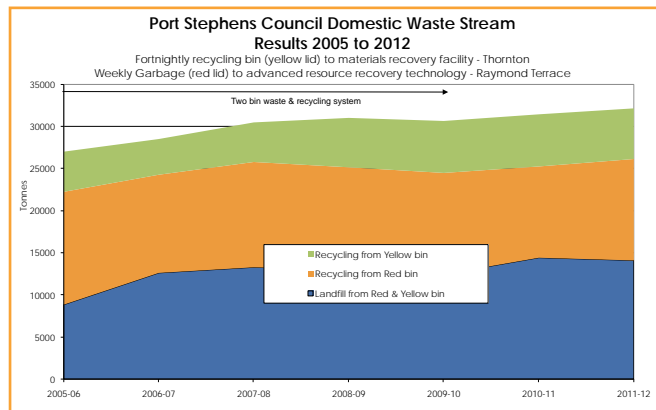 Port Stephens Council Domestic Waste Stream
Results 2005 to 2012
Fortnightly recycling bin (yellow lid) to materials recovery facility - Thornton
Weekly Garbage (red lid) to advanced resource recovery technology - Raymond Terrace
35000
Two bin waste & recycling system
30000
25000
Tonnes
20000
15000
Recycling from Yellow bin
Recycling from Red bin
10000
Landfill from Red & Yellow bin
5000
0
2005-06 2006-07 2007-08 2008-09 2009-10 2010-11 2011-12